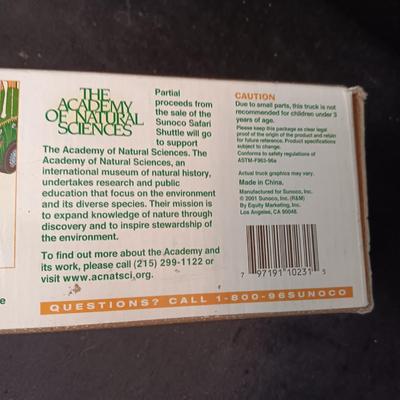 THE
ACADEMY
OF NATURAL
SCIENCES
Partial
proceeds from
the sale of the
Sunoco Safari
Shuttle will go
to support
The Academy of Natural Sciences. The
Academy of Natural Sciences, an
international museum of natural history,
undertakes research and public
education that focus on the environment
and its diverse species. Their mission is
to expand knowledge of nature through
discovery and to inspire stewardship of
the environment.
To find out more about the Academy and
its work, please call (215) 299-1122 or
visit www.acnatsci.org.
CAUTION
Due to small parts, this truck is not
recommended for children under 3
years of age.
Please keep this package as clear legal
proof of the origin of the product and retain
for future reference. Product specifications
subject to change.
Conforms to safety regulations of
ASTM-F963-96a
Actual truck graphics may vary.
Made in China.
Manufactured for Sunoco, Inc.
© 2001 Sunoco, Inc. (R&M)
By Equity Marketing, Inc.
Los Angeles, CA 90048.
7 97191 10231 5
e
QUESTIONS? CALL 1-800-96SUNOCO